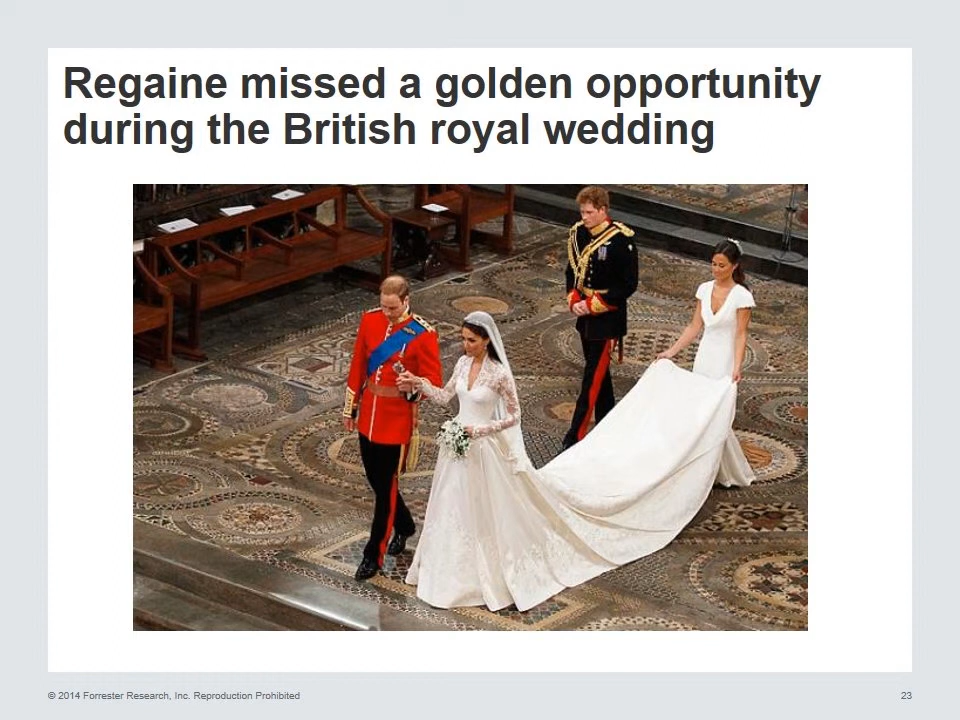 Regaine missed a golden opportunity
during the British royal wedding
© 2014 Forrester Research, Inc. Reproduction Prohibited
23